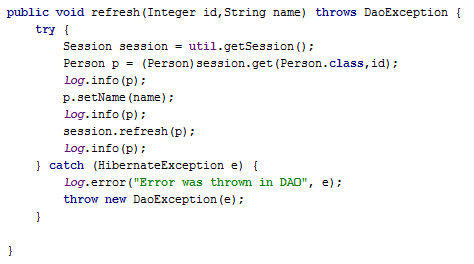 public void refresh(Integer id,String name) throws DaoException {
    try {
        Session session = util.getSession();
        Person p = (Person)session.get(Person.class,id);
        Log.info(p);
        p.setName(name);
        Log.info(p);
        session.refresh(p);
        Log.info(p);
    } catch (HibernateException e) {
        Log.error("Error was thrown in DAO", e);
        throw new DaoException(e);
    }

}